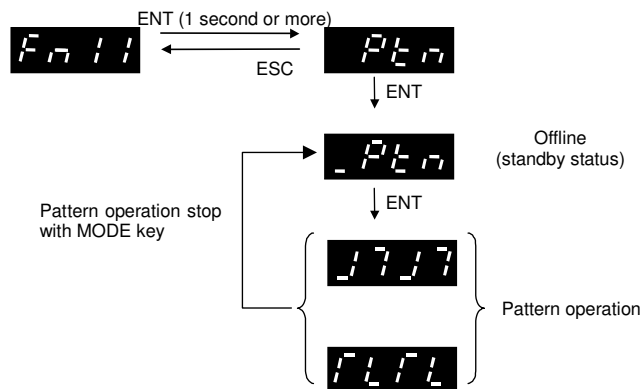 ENT (1 second or more)
Fn11
Ptn
ESC
ENT
_Ptn
Offline
(standby status)
ENT
Pattern operation stop
with MODE key
Pattern operation